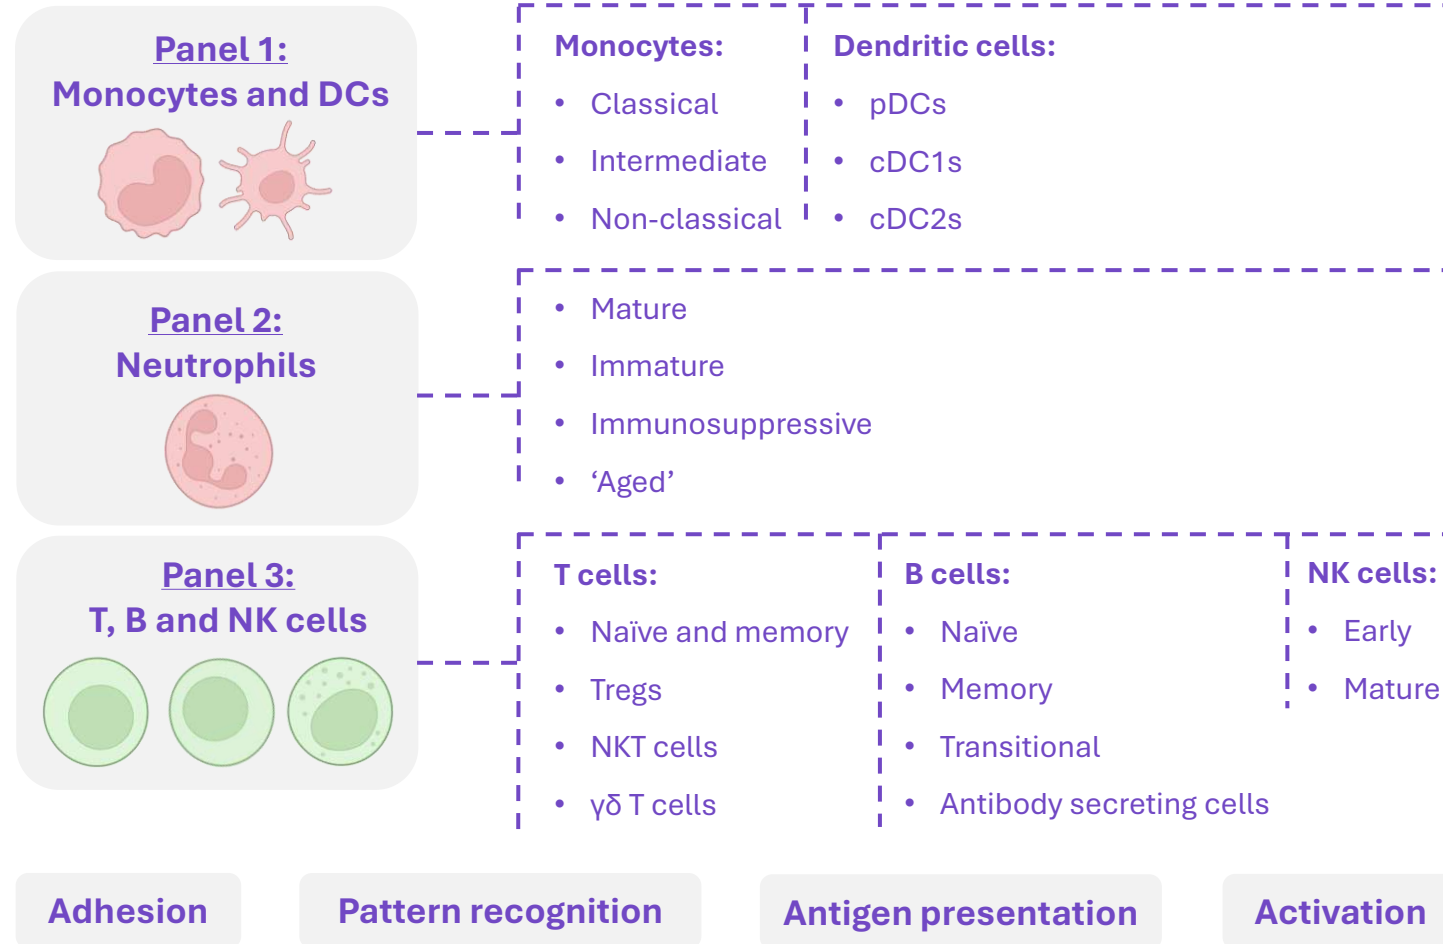 Panel 1:
Monocytes and DCs
Monocytes:
• Classical
• Intermediate
• Non-classical
Dendritic cells:
• pDCs
• cDC1s
• cDC2s
Panel 2:
Neutrophils
• Mature
• Immature
• Immunosuppressive
• ‘Aged’
Panel 3:
T, B and NK cells
T cells:
• Naïve and memory
• Tregs
• NKT cells
• γδ T cells
B cells:
• Naïve
• Memory
• Transitional
• Antibody secreting cells
NK cells:
• Early
• Mature
Adhesion
Pattern recognition
Antigen presentation
Activation